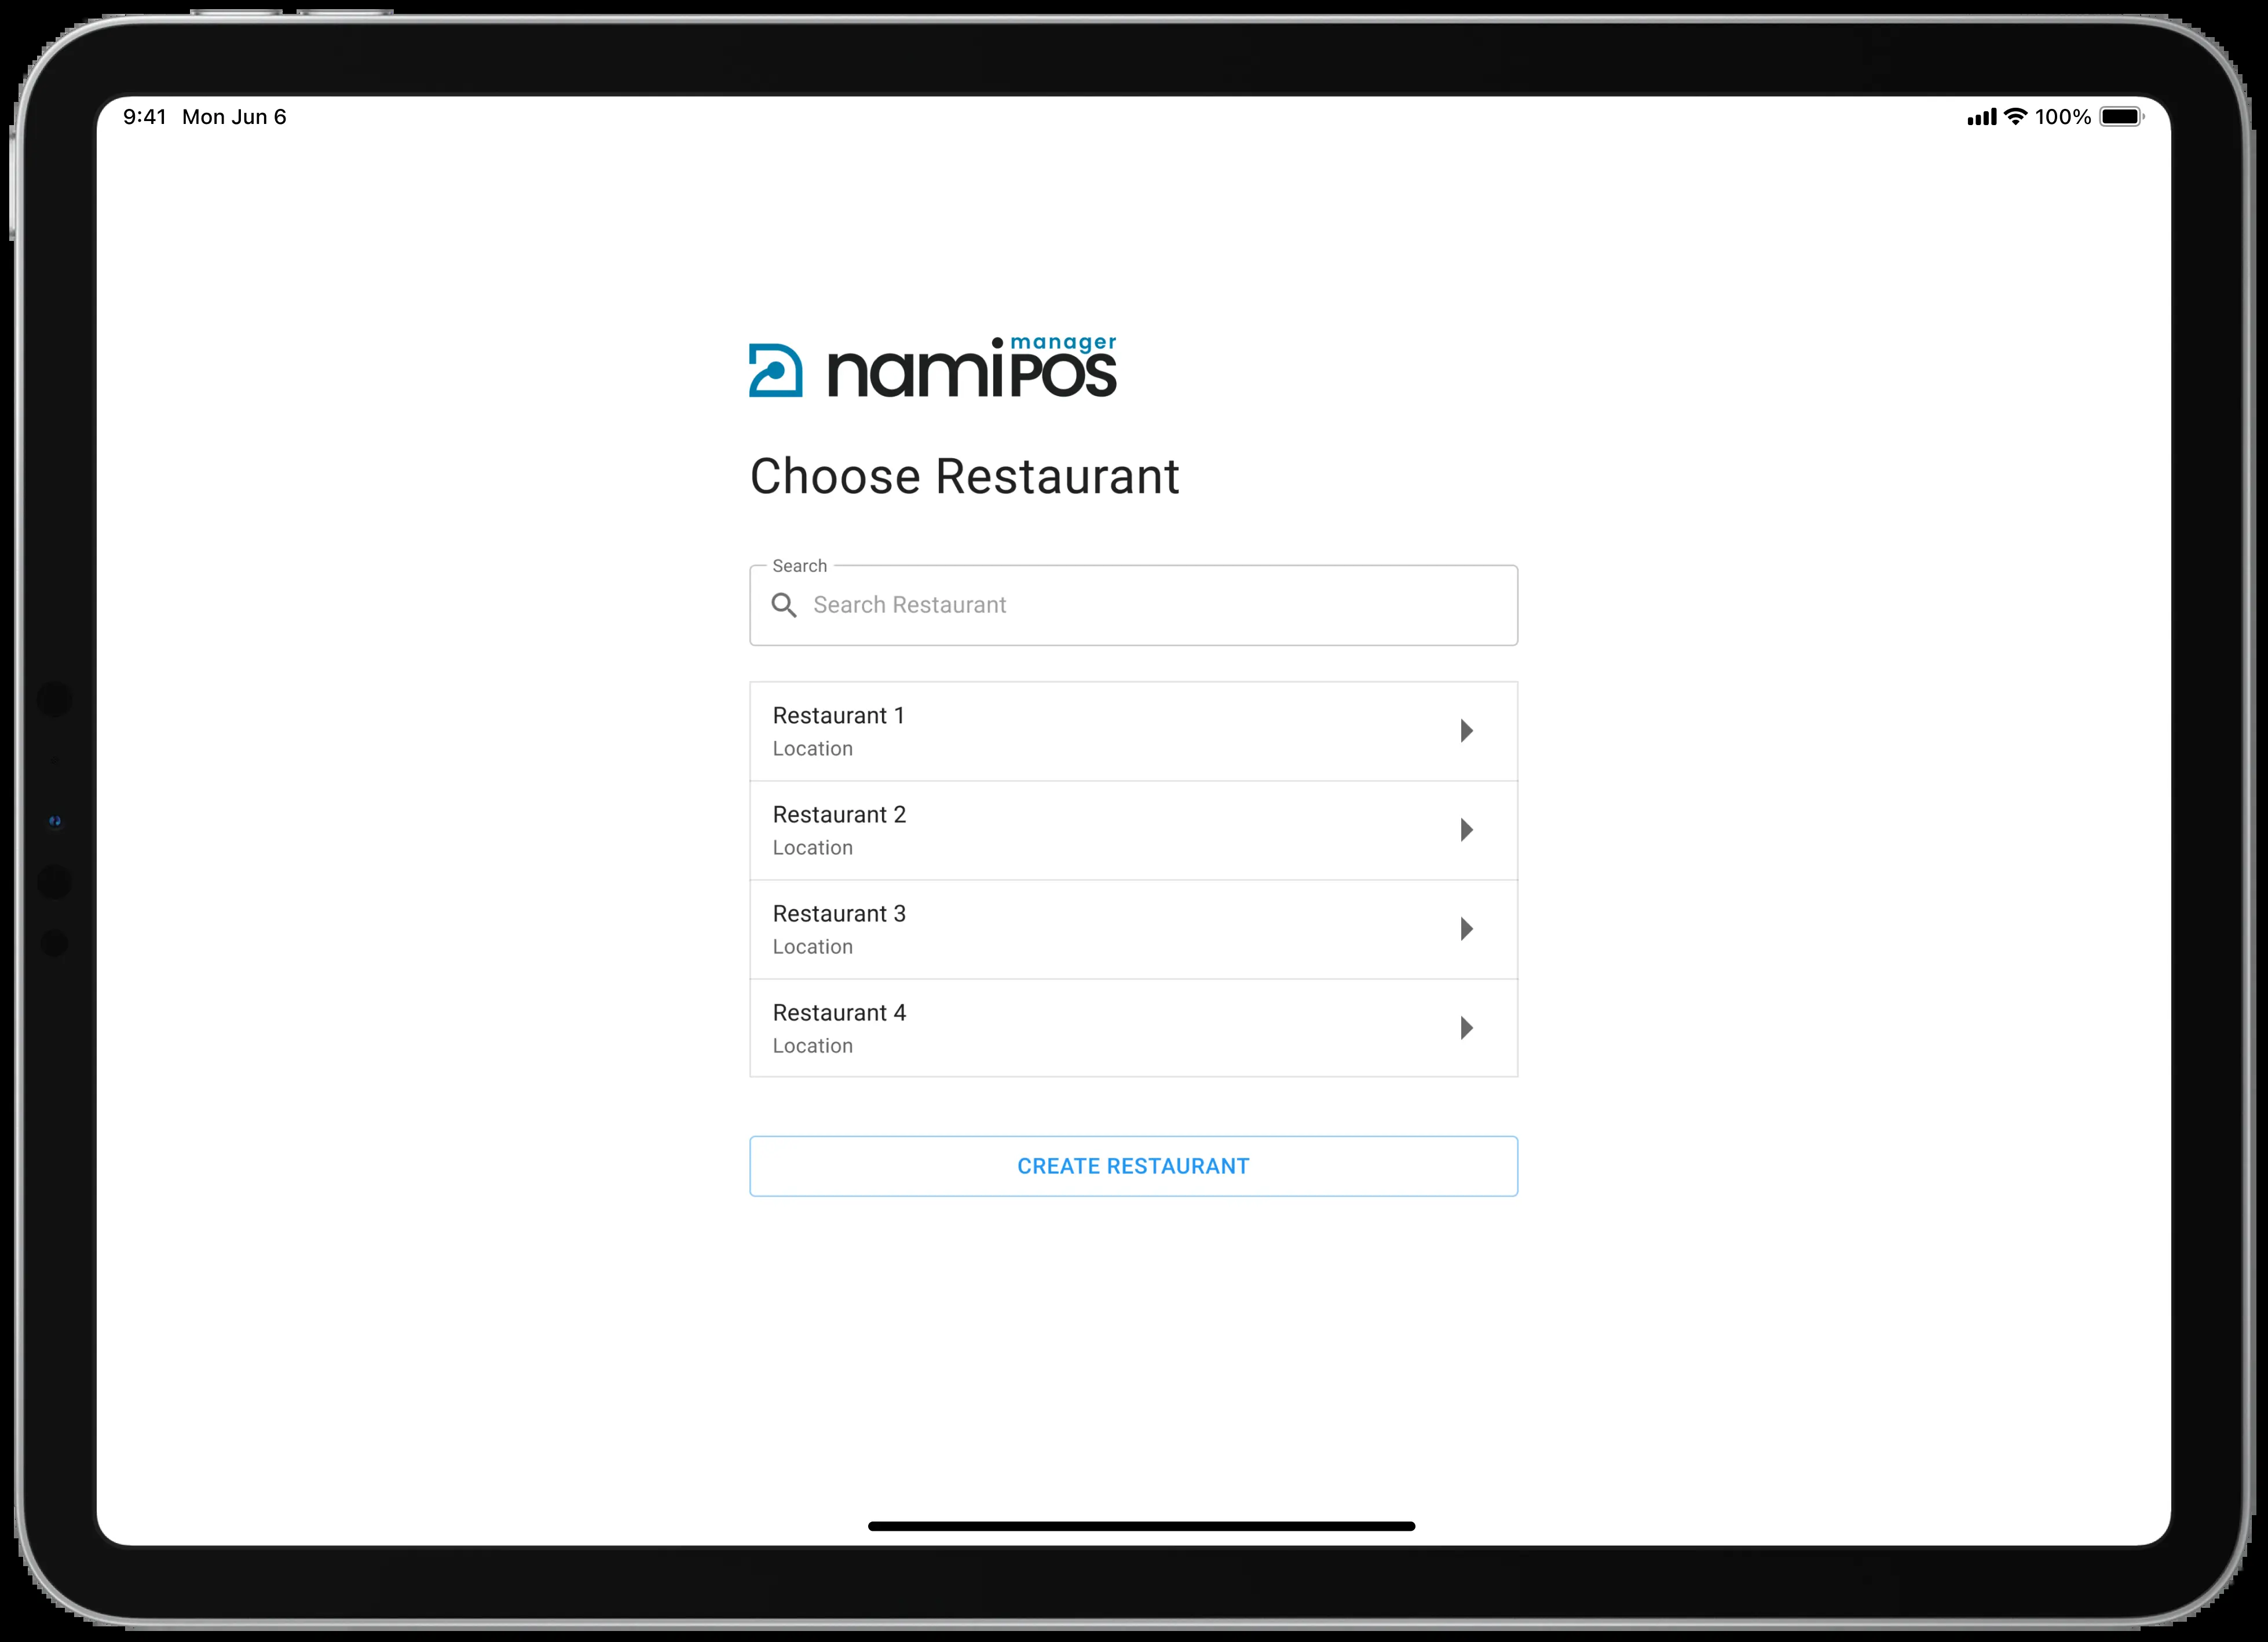 9:41 Mon Jun 6 100%
manager
namipos
Choose Restaurant
Search
Search Restaurant
Restaurant 1
Location
Restaurant 2
Location
Restaurant 3
Location
Restaurant 4
Location
CREATE RESTAURANT